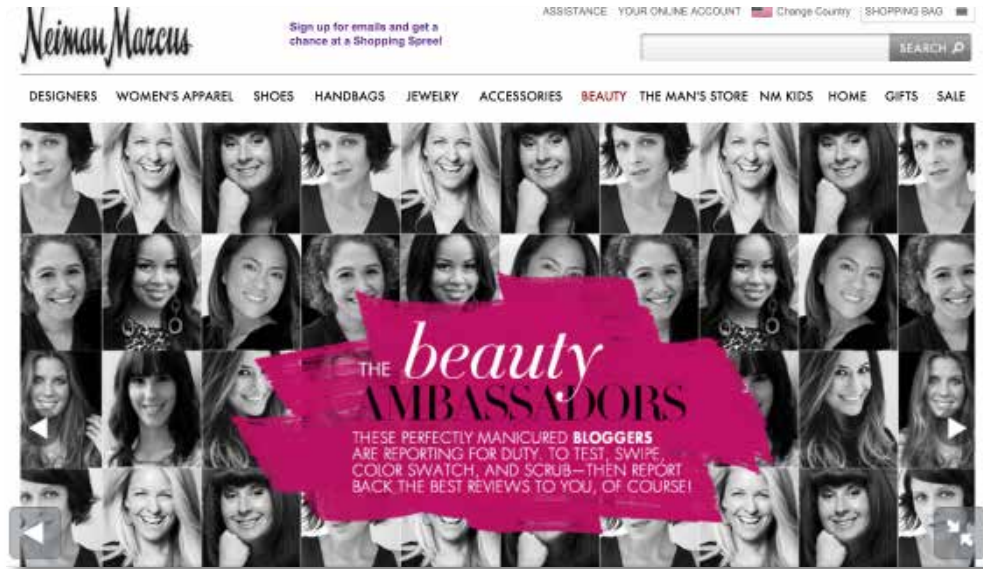 ASSISTANCE YOUR ONLINE ACCOUNT Change Country SHOPPING BAG
Neiman Marcus
Sign up for emails and get a
chance at a Shopping Spree!
SEARCH
DESIGNERS WOMEN'S APPAREL SHOES HANDBAGS JEWELRY ACCESSORIES BEAUTY THE MAN'S STORE NM KIDS HOME GIFTS SALE
THE beauty
AMBASSADORS
THESE PERFECTLY MANICURED BLOGGERS
ARE REPORTING FOR DUTY. TO TEST, SWIPE,
COLOR SWATCH, AND SCRUB—THEN REPORT
BACK THE BEST REVIEWS TO YOU, OF COURSE!